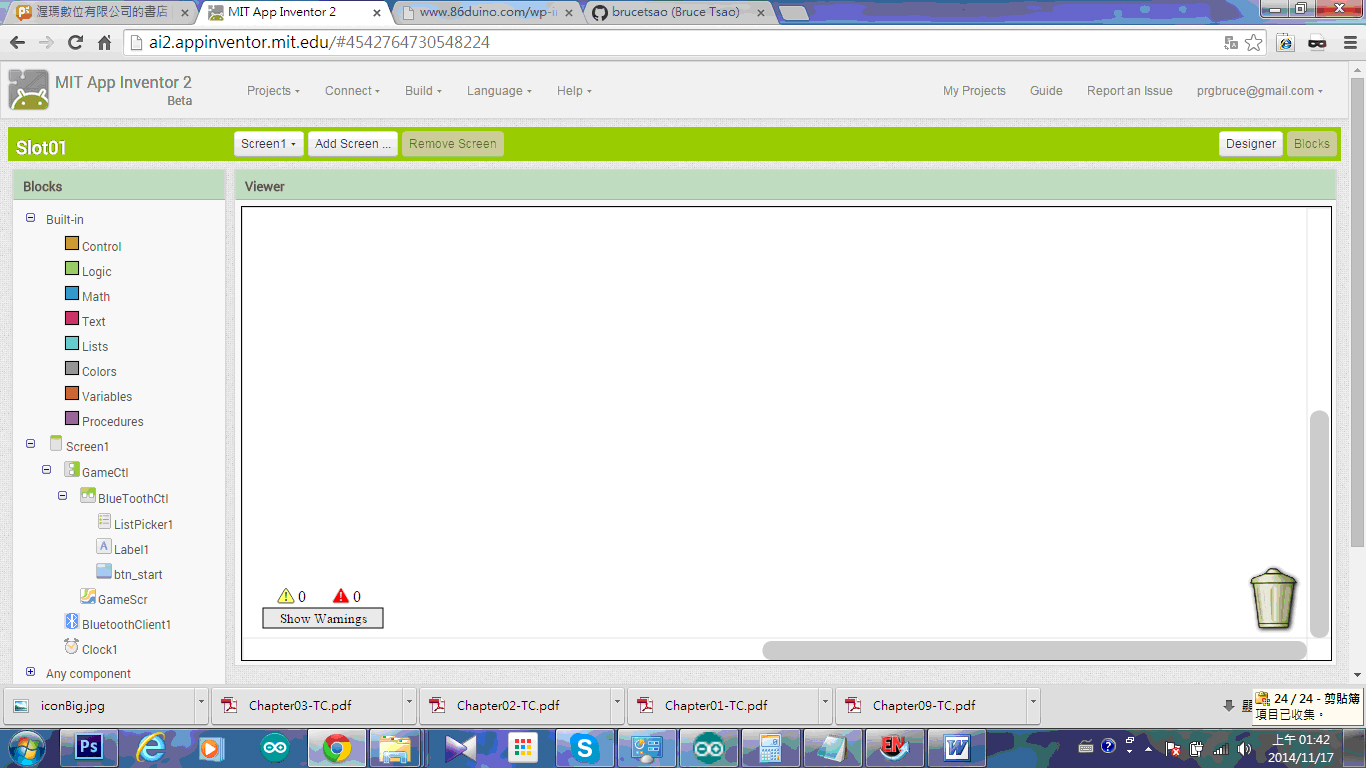 渥瑪數位有限公司的書店
MIT App Inventor 2
www.86duino.com/wp-i
brucetsao (Bruce Tsao)
ai2.appinventor.mit.edu/#4542764730548224
MIT App Inventor 2
Beta
Projects
Connect
Build
Language
Help
My Projects
Guide
Report an Issue
prgbruce@gmail.com
Slot01
Screen1
Add Screen ...
Remove Screen
Designer
Blocks
Blocks
Viewer
Built-in
Control
Logic
Math
Text
Lists
Colors
Variables
Procedures
Screen1
GameCtl
BlueToothCtl
ListPicker1
Label1
btn_start
GameScr
BluetoothClient1
Clock1
Any component
0
0
Show Warnings
iconBig.jpg
Chapter03-TC.pdf
Chapter02-TC.pdf
Chapter01-TC.pdf
Chapter09-TC.pdf
24 / 24 - 剪貼簿
項目已收集。
Ps
上午 01:42
2014/11/17